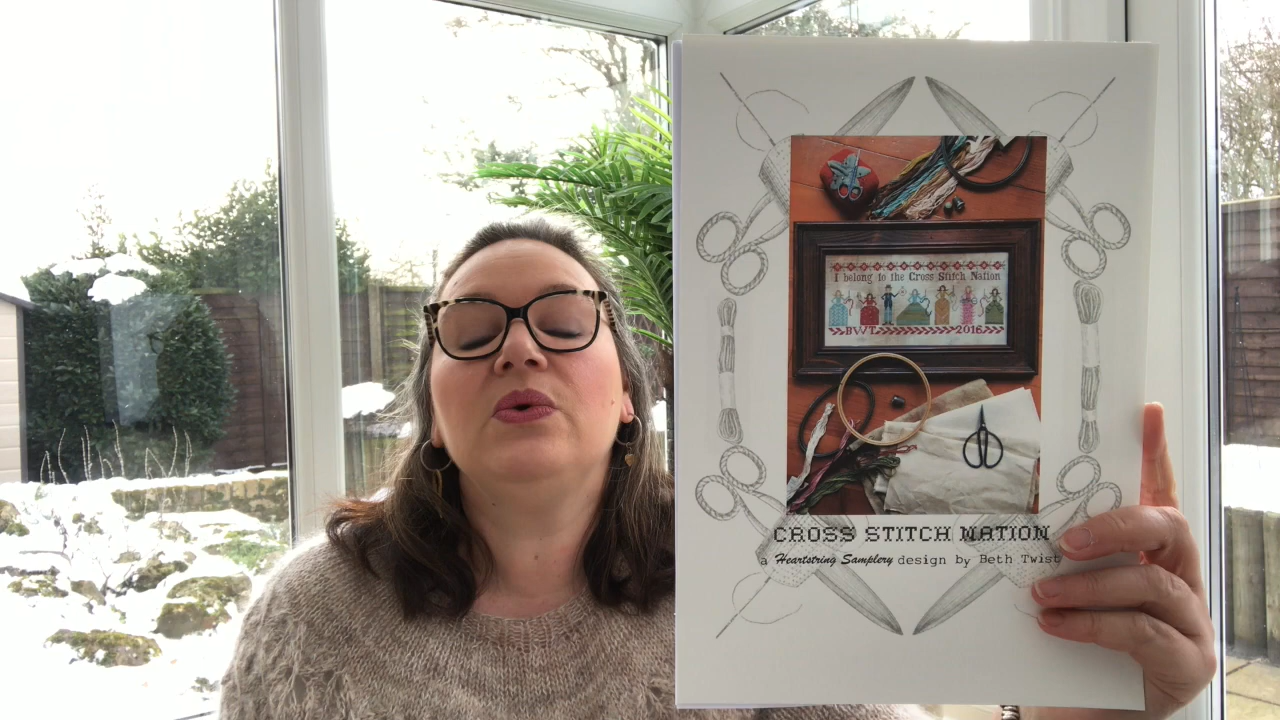 I belong to the Cross Stitch Nation
BWT 2016
CROSS STITCH NATION
a Heartstring Samplery design by Beth Twist